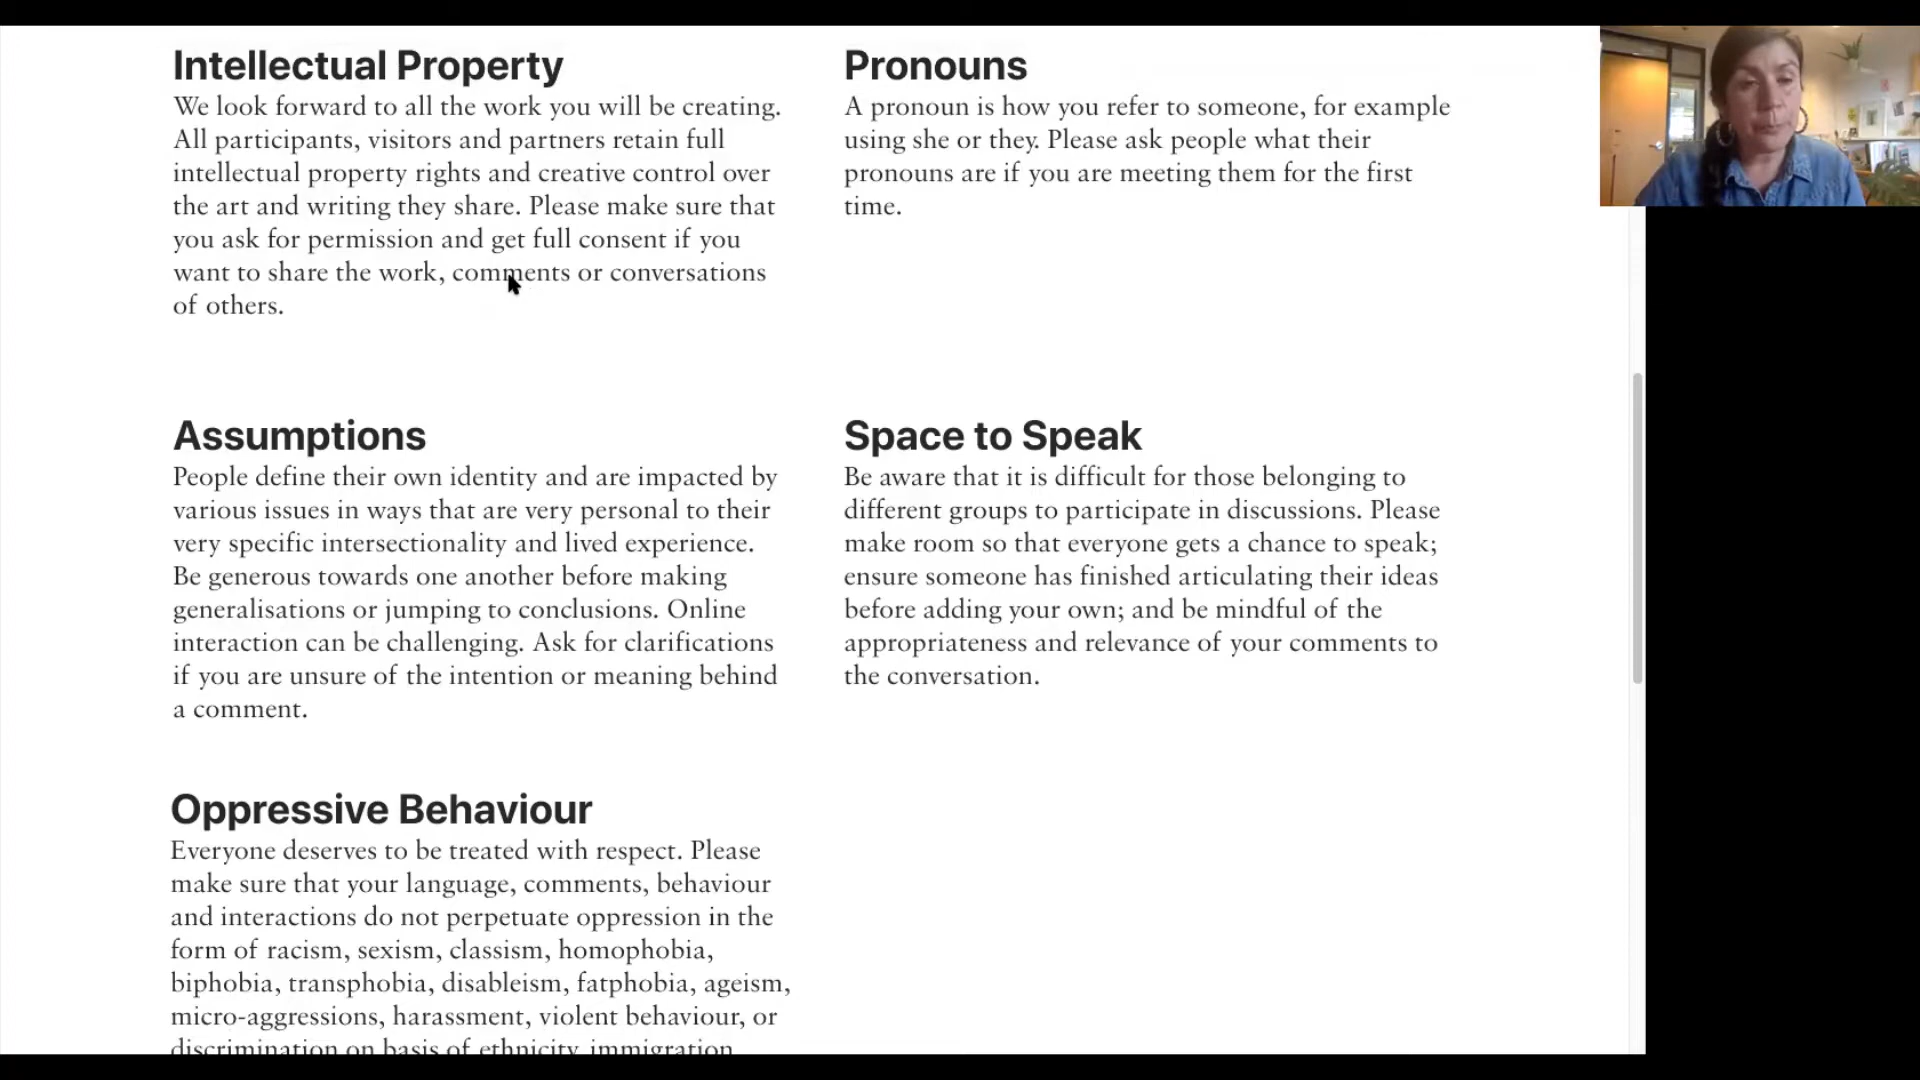 Intellectual Property
We look forward to all the work you will be creating.
All participants, visitors and partners retain full
intellectual property rights and creative control over
the art and writing they share. Please make sure that
you ask for permission and get full consent if you
want to share the work, comments or conversations
of others.
Pronouns
A pronoun is how you refer to someone, for example
using she or they. Please ask people what their
pronouns are if you are meeting them for the first
time.
Assumptions
People define their own identity and are impacted by
various issues in ways that are very personal to their
very specific intersectionality and lived experience.
Be generous towards one another before making
generalisations or jumping to conclusions. Online
interaction can be challenging. Ask for clarifications
if you are unsure of the intention or meaning behind
a comment.
Space to Speak
Be aware that it is difficult for those belonging to
different groups to participate in discussions. Please
make room so that everyone gets a chance to speak;
ensure someone has finished articulating their ideas
before adding your own; and be mindful of the
appropriateness and relevance of your comments to
the conversation.
Oppressive Behaviour
Everyone deserves to be treated with respect. Please
make sure that your language, comments, behaviour
and interactions do not perpetuate oppression in the
form of racism, sexism, classism, homophobia,
biphobia, transphobia, disableism, fatphobia, ageism,
micro-aggressions, harassment, violent behaviour, or
discrimination on basis of ethnicity, immigration